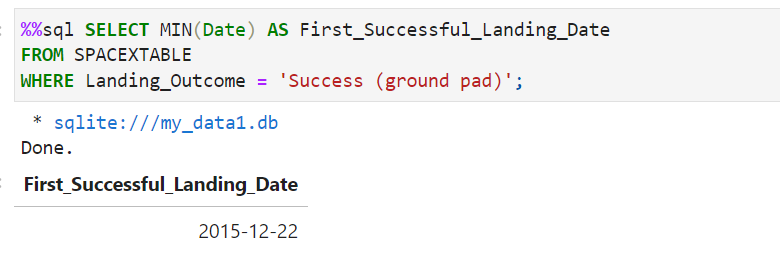 %%sql SELECT MIN(Date) AS First_Successful_Landing_Date
FROM SPACEXTABLE
WHERE Landing_Outcome = 'Success (ground pad)';
* sqlite:///my_data1.db
Done.
First_Successful_Landing_Date
2015-12-22